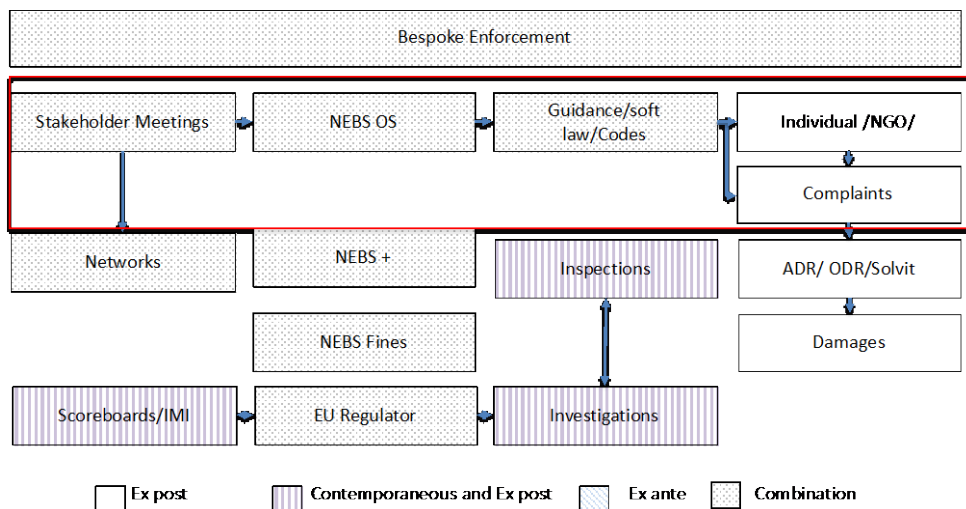 Bespoke Enforcement
Stakeholder Meetings
NEBS OS
Guidance/soft
law/Codes
Individual /NGO/
Complaints
Networks
NEBS +
Inspections
ADR/ ODR/Solvit
NEBS Fines
Damages
Scoreboards/IMI
EU Regulator
Investigations
Ex post
Contemporaneous and Ex post
Ex ante
Combination